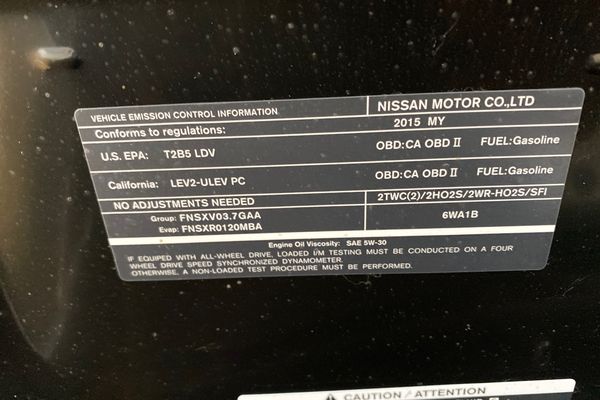 VEHICLE EMISSION CONTROL INFORMATION NISSAN MOTOR CO.,LTD
Conforms to regulations: 2015 MY
U.S. EPA: T2B5 LDV OBD:CA OBD II FUEL:Gasoline
California: LEV2-ULEV PC OBD:CA OBD II FUEL:Gasoline
NO ADJUSTMENTS NEEDED 2TWC(2)/2HO2S/2WR-HO2S/SFI
Group: FNSXV03.7GAA 6WA1B
Evap: FNSXR0120MBA
Engine Oil Viscosity: SAE 5W-30
IF EQUIPED WITH ALL-WHEEL DRIVE, LOADED I/M TESTING MUST BE CONDUCTED ON A FOUR
WHEEL DRIVE SPEED SYNCHRONIZED DYNAMOMETER.
OTHERWISE, A NON-LOADED TEST PROCEDURE MUST BE PERFORMED.
CAUTION / ATTENTION